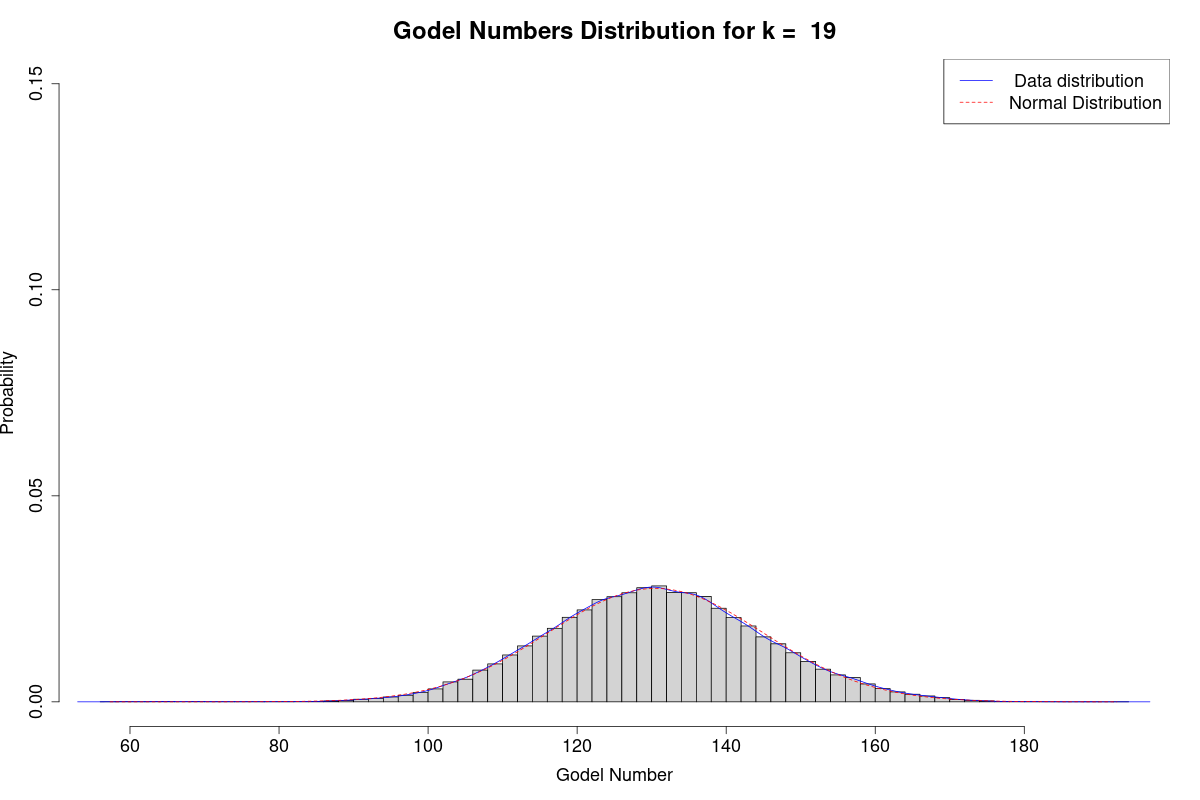 Godel Numbers Distribution for k =  19
Data distribution
Normal Distribution
0.15
0.10
0.05
0.00
Probability
60 80 100 120 140 160 180
Godel Number